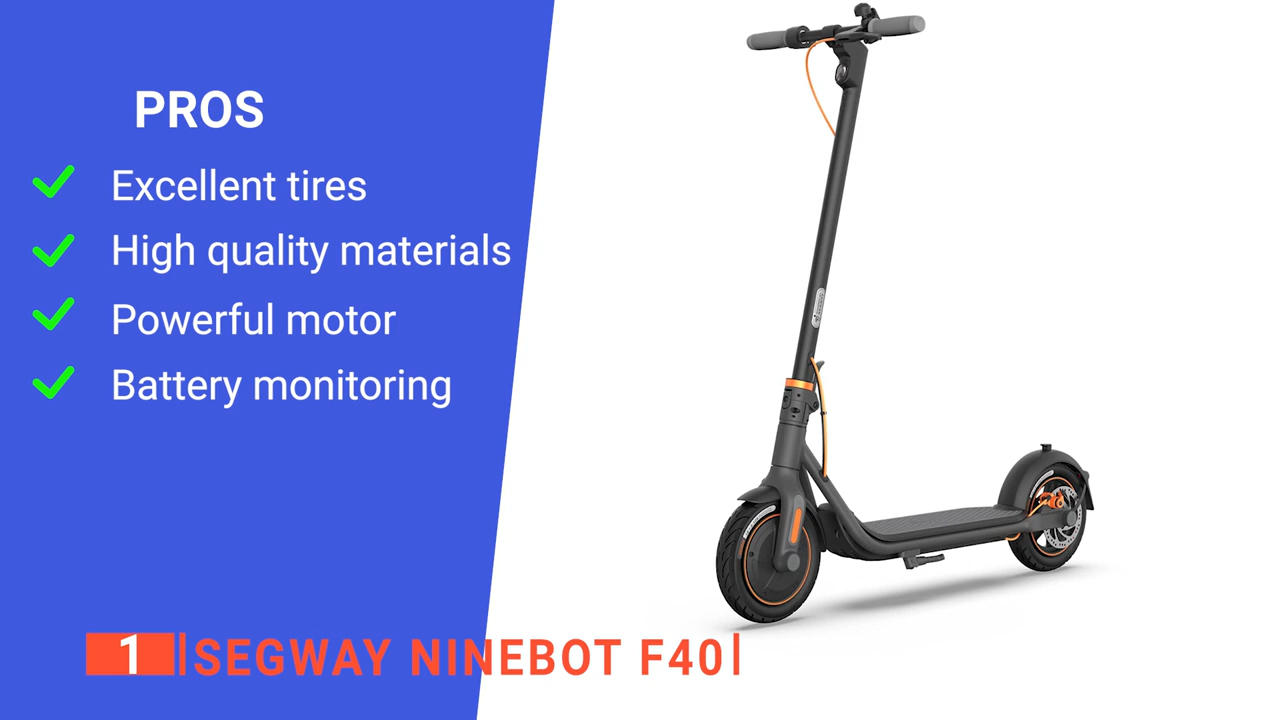 PROS
Excellent tires
High quality materials
Powerful motor
Battery monitoring
1
SEGWAY NINEBOT F40